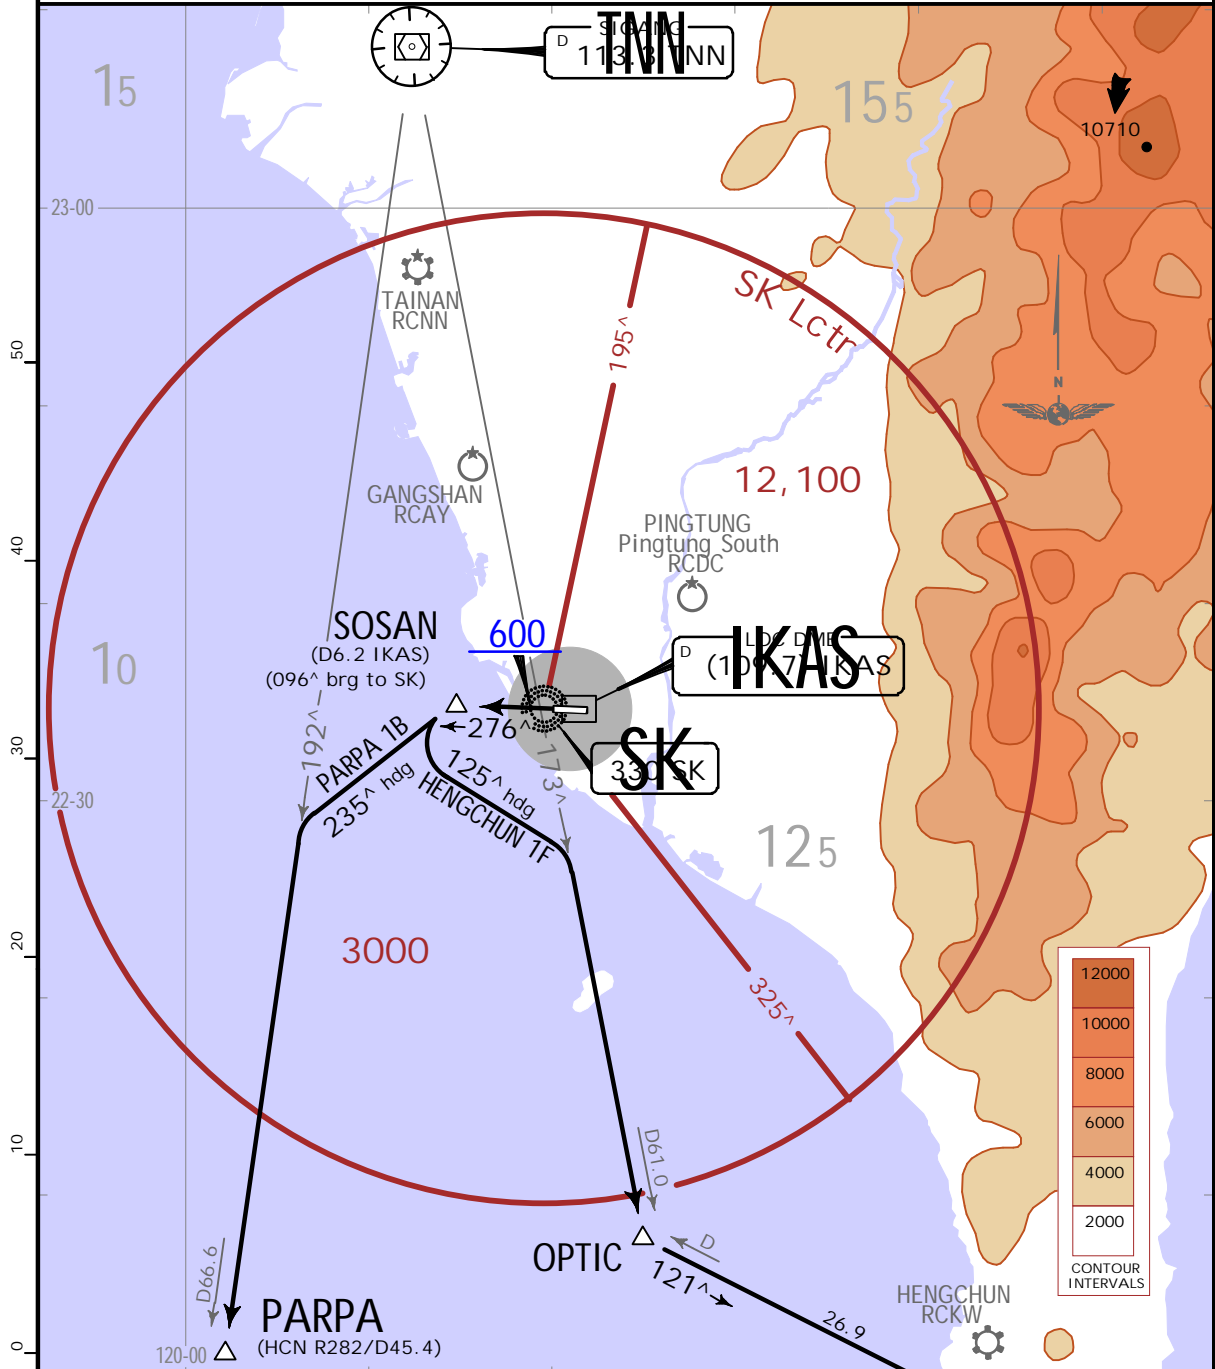 SIGANG
D 113.3 TNN
TNN
15
155
10710
23-00
TAINAN
RCNN
SK Lctr
195^
50
N
GANGSHAN
RCAY
12,100
PINGTUNG
Pingtung South
RCDC
40
SOSAN
(D6.2 IKAS)
(096^ brg to SK)
600
LOC DME
D (109.7) IKAS
IKAS
10
276^
192^
173^
PARPA 1B
235^ hdg
125^ hdg
HENGCHUN 1F
SK
330 SK
30
22-30
125
3000
20
325^
12000
10000
8000
6000
4000
2000
CONTOUR
INTERVALS
10
D61.0
D66.6
OPTIC
D
121^
26.9
HENGCHUN
RCKW
PARPA
(HCN R282/D45.4)
0
120-00